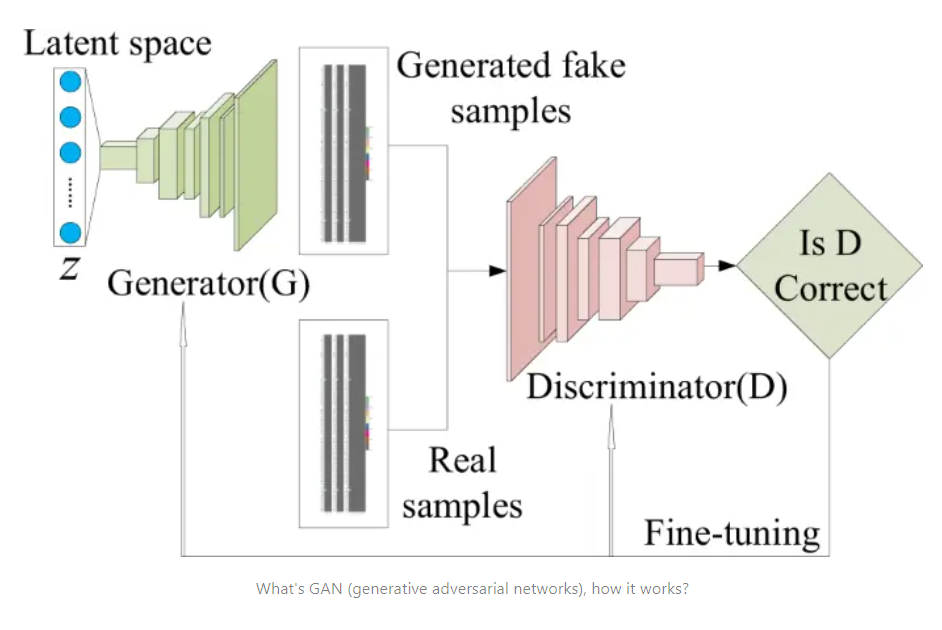 Latent space
Generated fake
samples
z
Generator(G)
Is D
Correct
Discriminator(D)
Real
samples
Fine-tuning
What's GAN (generative adversarial networks), how it works?